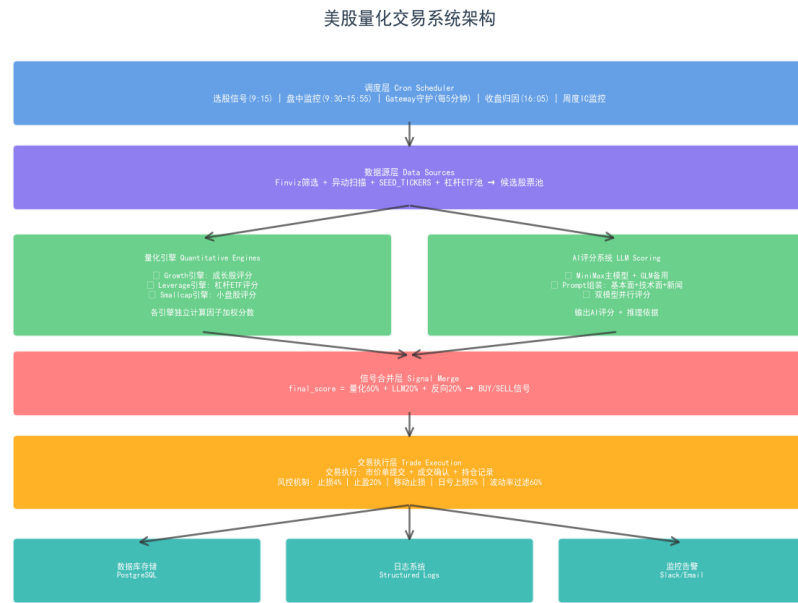 美股量化交易系统架构
调度层 Cron Scheduler
选股信号(9:15) | 盘中监控(9:30-15:55) | Gateway守护(每5分钟) | 收盘归因(16:05) | 周度IC监控
数据源层 Data Sources
Finviz筛选 + 异动扫描 + SEED_TICKERS + 杠杆ETF池 → 候选股票池
量化引擎 Quantitative Engines
□ Growth引擎: 成长股评分
□ Leverage引擎: 杠杆ETF评分
□ Smallcap引擎: 小盘股评分
各引擎独立计算因子加权分数
AI评分系统 LLM Scoring
□ MiniMax主模型 + GLM备用
□ Prompt组装: 基本面+技术面+新闻
□ 双模型并行评分
输出AI评分 + 推理依据
信号合并层 Signal Merge
final_score = 量化60% + LLM20% + 反向20% → BUY/SELL信号
交易执行层 Trade Execution
交易执行: 市价单提交 + 成交确认 + 持仓记录
风控机制: 止损4% | 止盈20% | 移动止损 | 日亏上限5% | 波动率过滤60%
数据库存储
PostgreSQL
日志系统
Structured Logs
监控告警
Slack/Email